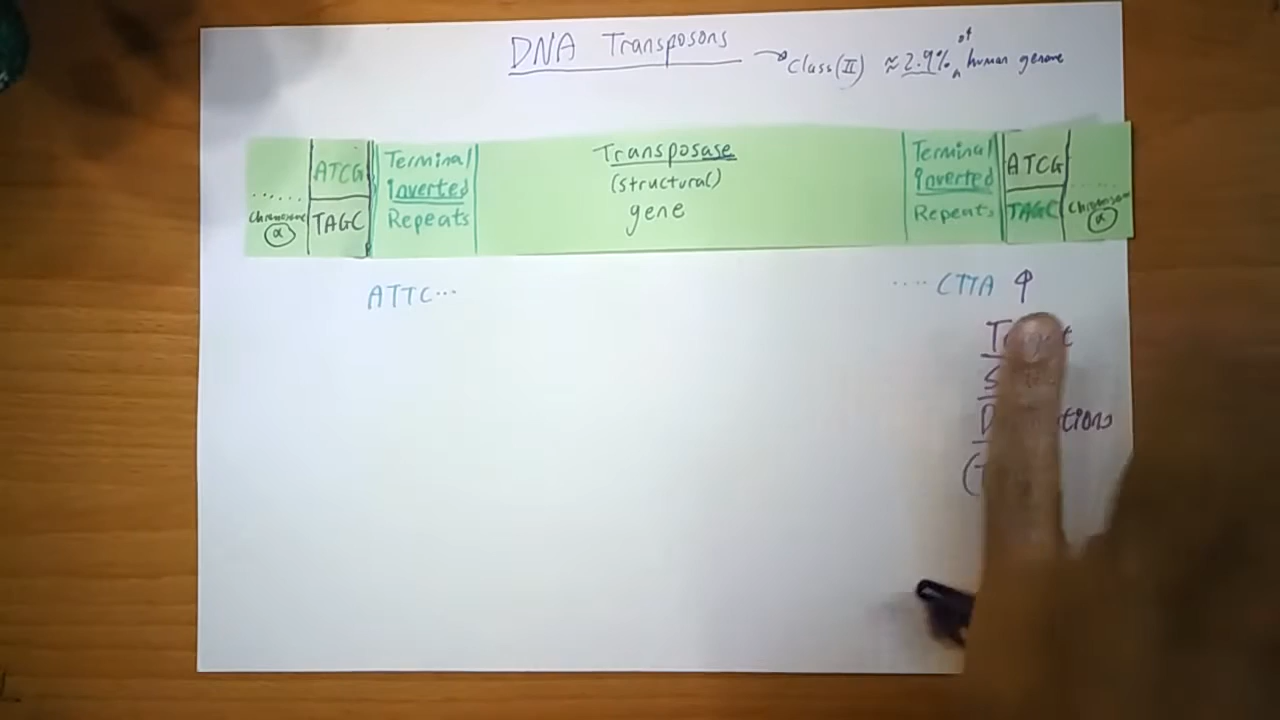 DNA Transposons
Class (II) ≈ 2.9% of human genome
ATCG
TAGC
chromosome
α
Terminal
inverted
Repeats
Transposase
(structural)
gene
Terminal
inverted
Repeats
ATCG
TAGC
chromosome
α
ATTC...
.... CTTA